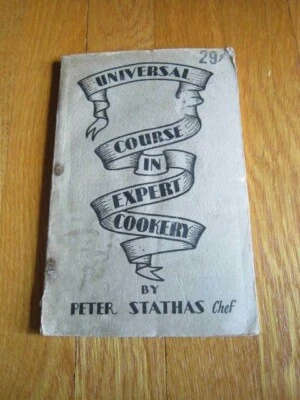 29¢
UNIVERSAL
COURSE
IN
EXPERT
COOKERY
BY
PETER STATHAS Chef